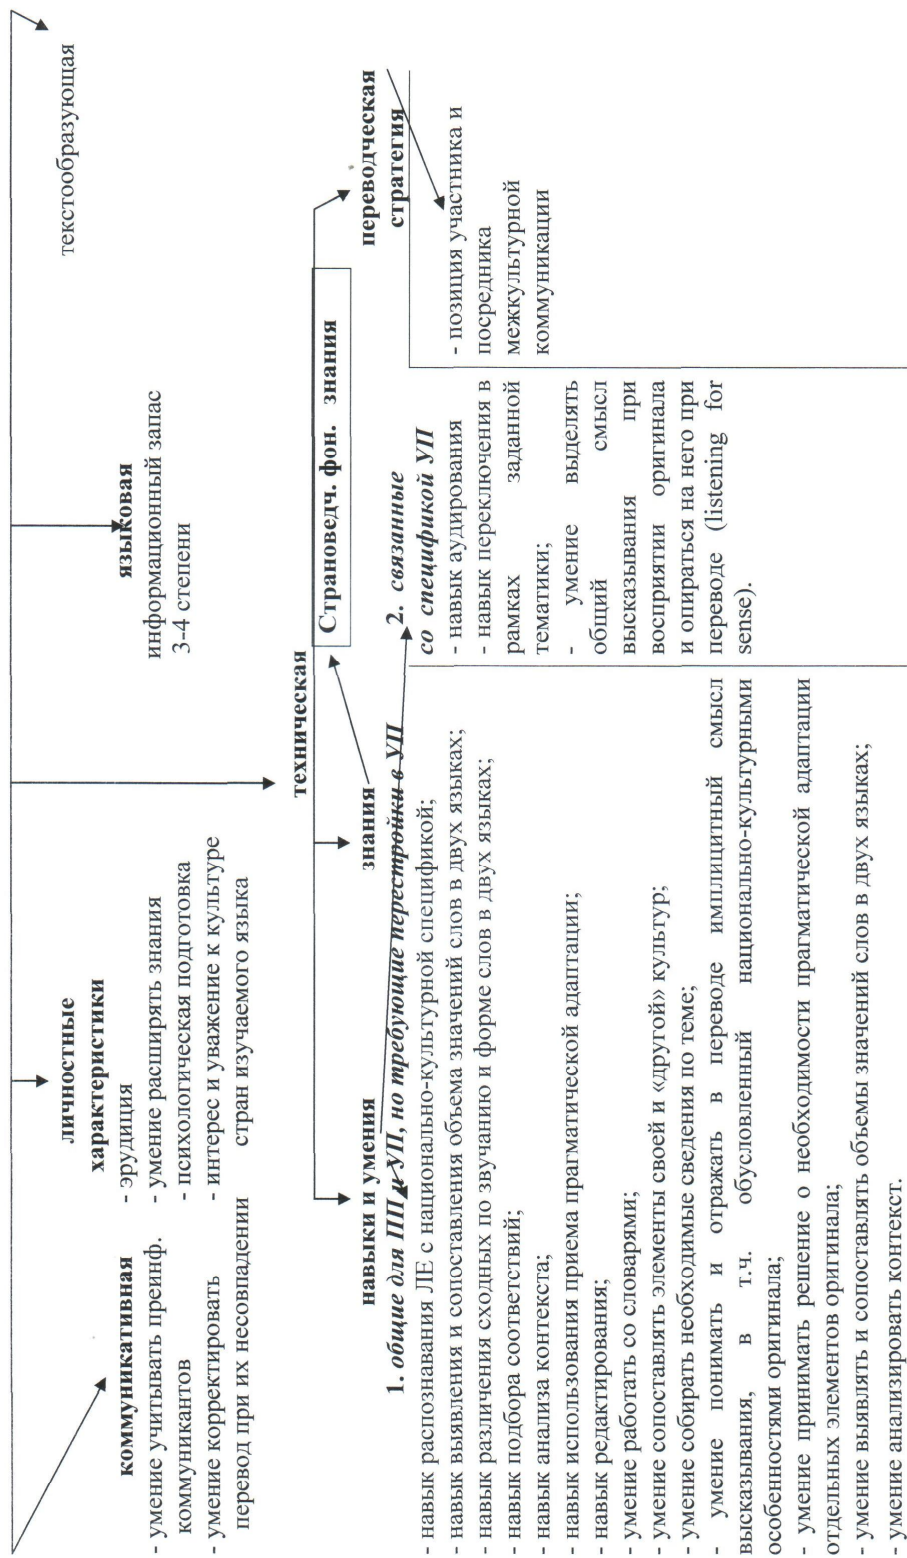 коммуникативная
- умение учитывать преинф.
коммуникантов
- умение корректировать
перевод при их несовпадении
личностные
характеристики
- эрудиция
- умение расширять знания
- психологическая подготовка
- интерес и уважение к культуре
стран изучаемого языка
языковая
информационный запас
3-4 степени
текстообразующая
техническая
навыки и умения
знания
Страноведч. фон. знания
переводческая
стратегия
1. общие для ПП и УП, но требующие перестройки в УП
- навык распознавания ЛЕ с национально-культурной спецификой;
- навык выявления и сопоставления объема значений слов в двух языках;
- навык различения сходных по звучанию и форме слов в двух языках;
- навык подбора соответствий;
- навык анализа контекста;
- навык использования приема прагматической адаптации;
- навык редактирования;
- умение работать со словарями;
- умение сопоставлять элементы своей и «другой» культур;
- умение собирать необходимые сведения по теме;
- умение понимать и отражать в переводе имплицитный смысл
высказывания, в т.ч. обусловленный национально-культурными
особенностями оригинала;
- умение принимать решение о необходимости прагматической адаптации
отдельных элементов оригинала;
- умение выявлять и сопоставлять объемы значений слов в двух языках;
- умение анализировать контекст.
2. связанные
со спецификой УП
- навык аудирования
- навык переключения в
рамках заданной
тематики;
- умение выделять
общий смысл
высказывания при
восприятии оригинала
и опираться на него при
переводе (listening for
sense).
- позиция участника и
посредника
межкультурной
коммуникации